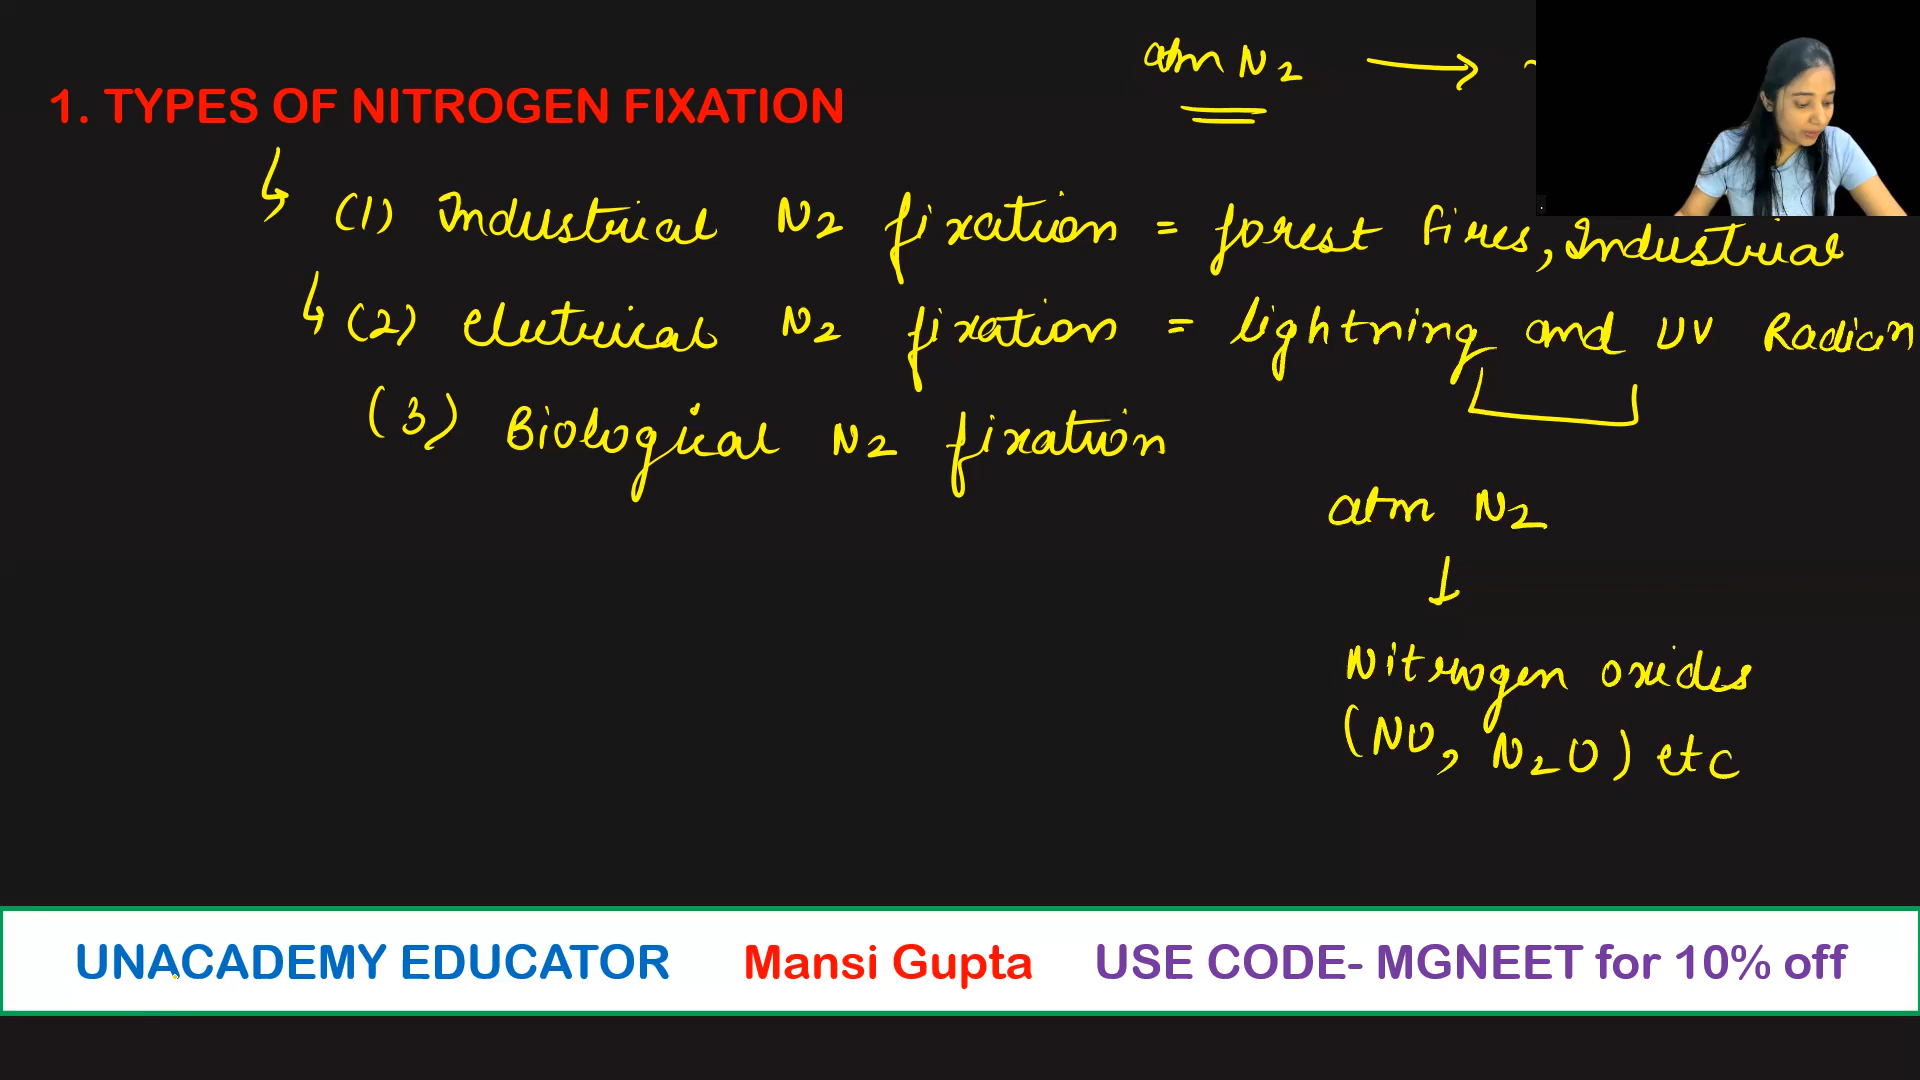 atm N2 →
1. TYPES OF NITROGEN FIXATION
(1) Industrial N2 fixation = forest fires, Industrial
(2) electrical N2 fixation = lightning and UV Radian
(3) Biological N2 fixation
atm N2
↓
Nitrogen oxides
(NO, N2O) etc
UNACADEMY EDUCATOR Mansi Gupta USE CODE- MGNEET for 10% off